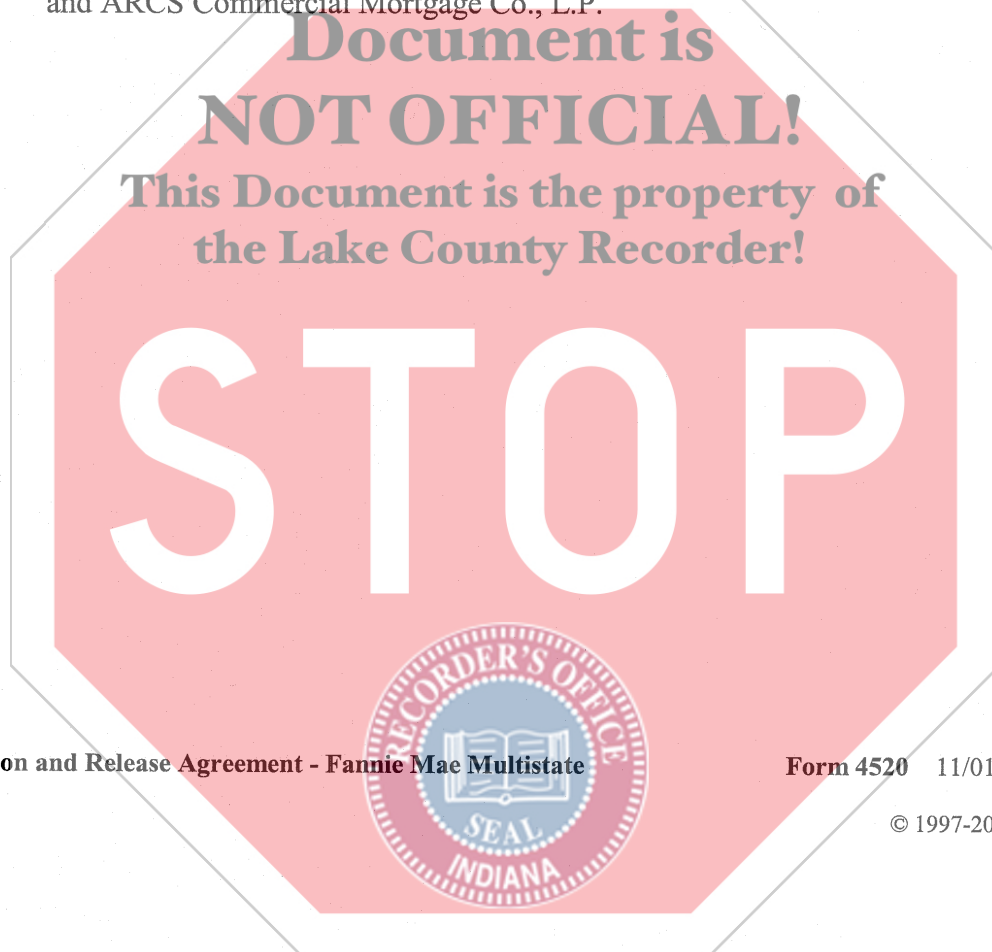 and ARCS Commercial Mortgage Co., L.P.
Document is
NOT OFFICIAL!
This Document is the property of
the Lake County Recorder!
STOP
RECORDER'S OFFICE
on and Release Agreement - Fannie Mae Multistate
Form 4520 11/01
© 1997-20
SEAL
INDIANA